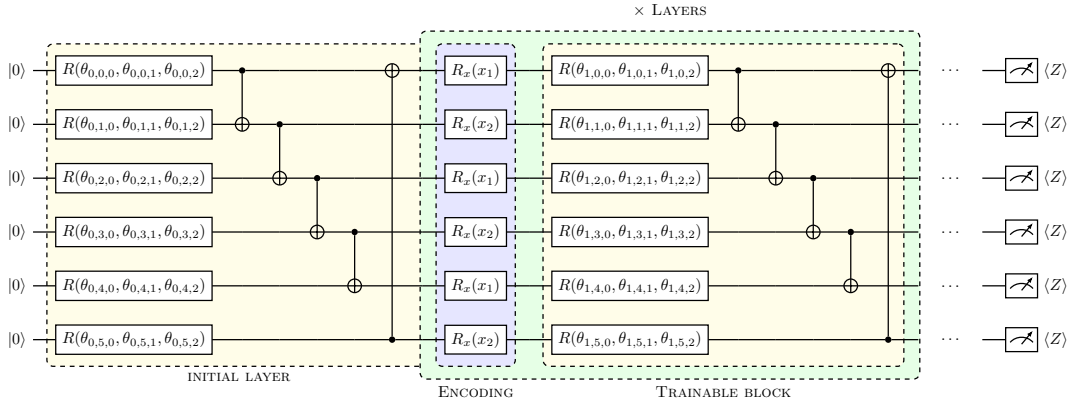 × Layers
|0⟩ R(θ0,0,0, θ0,0,1, θ0,0,2) Rx(x1) R(θ1,0,0, θ1,0,1, θ1,0,2) ··· ⟨Z⟩
|0⟩ R(θ0,1,0, θ0,1,1, θ0,1,2) Rx(x2) R(θ1,1,0, θ1,1,1, θ1,1,2) ··· ⟨Z⟩
|0⟩ R(θ0,2,0, θ0,2,1, θ0,2,2) Rx(x1) R(θ1,2,0, θ1,2,1, θ1,2,2) ··· ⟨Z⟩
|0⟩ R(θ0,3,0, θ0,3,1, θ0,3,2) Rx(x2) R(θ1,3,0, θ1,3,1, θ1,3,2) ··· ⟨Z⟩
|0⟩ R(θ0,4,0, θ0,4,1, θ0,4,2) Rx(x1) R(θ1,4,0, θ1,4,1, θ1,4,2) ··· ⟨Z⟩
|0⟩ R(θ0,5,0, θ0,5,1, θ0,5,2) Rx(x2) R(θ1,5,0, θ1,5,1, θ1,5,2) ··· ⟨Z⟩
initial layer
Encoding Trainable block